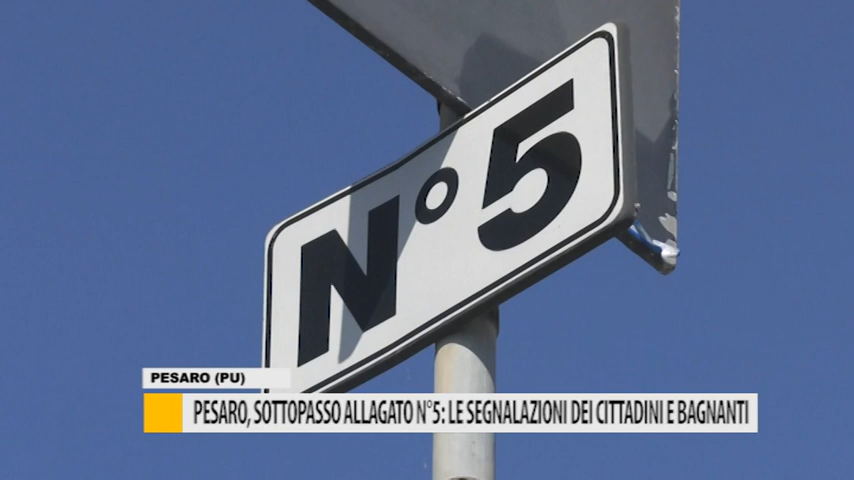 N° 5
PESARO (PU)
PESARO, SOTTOPASSO ALLAGATO N°5: LE SEGNALAZIONI DEI CITTADINI E BAGNANTI